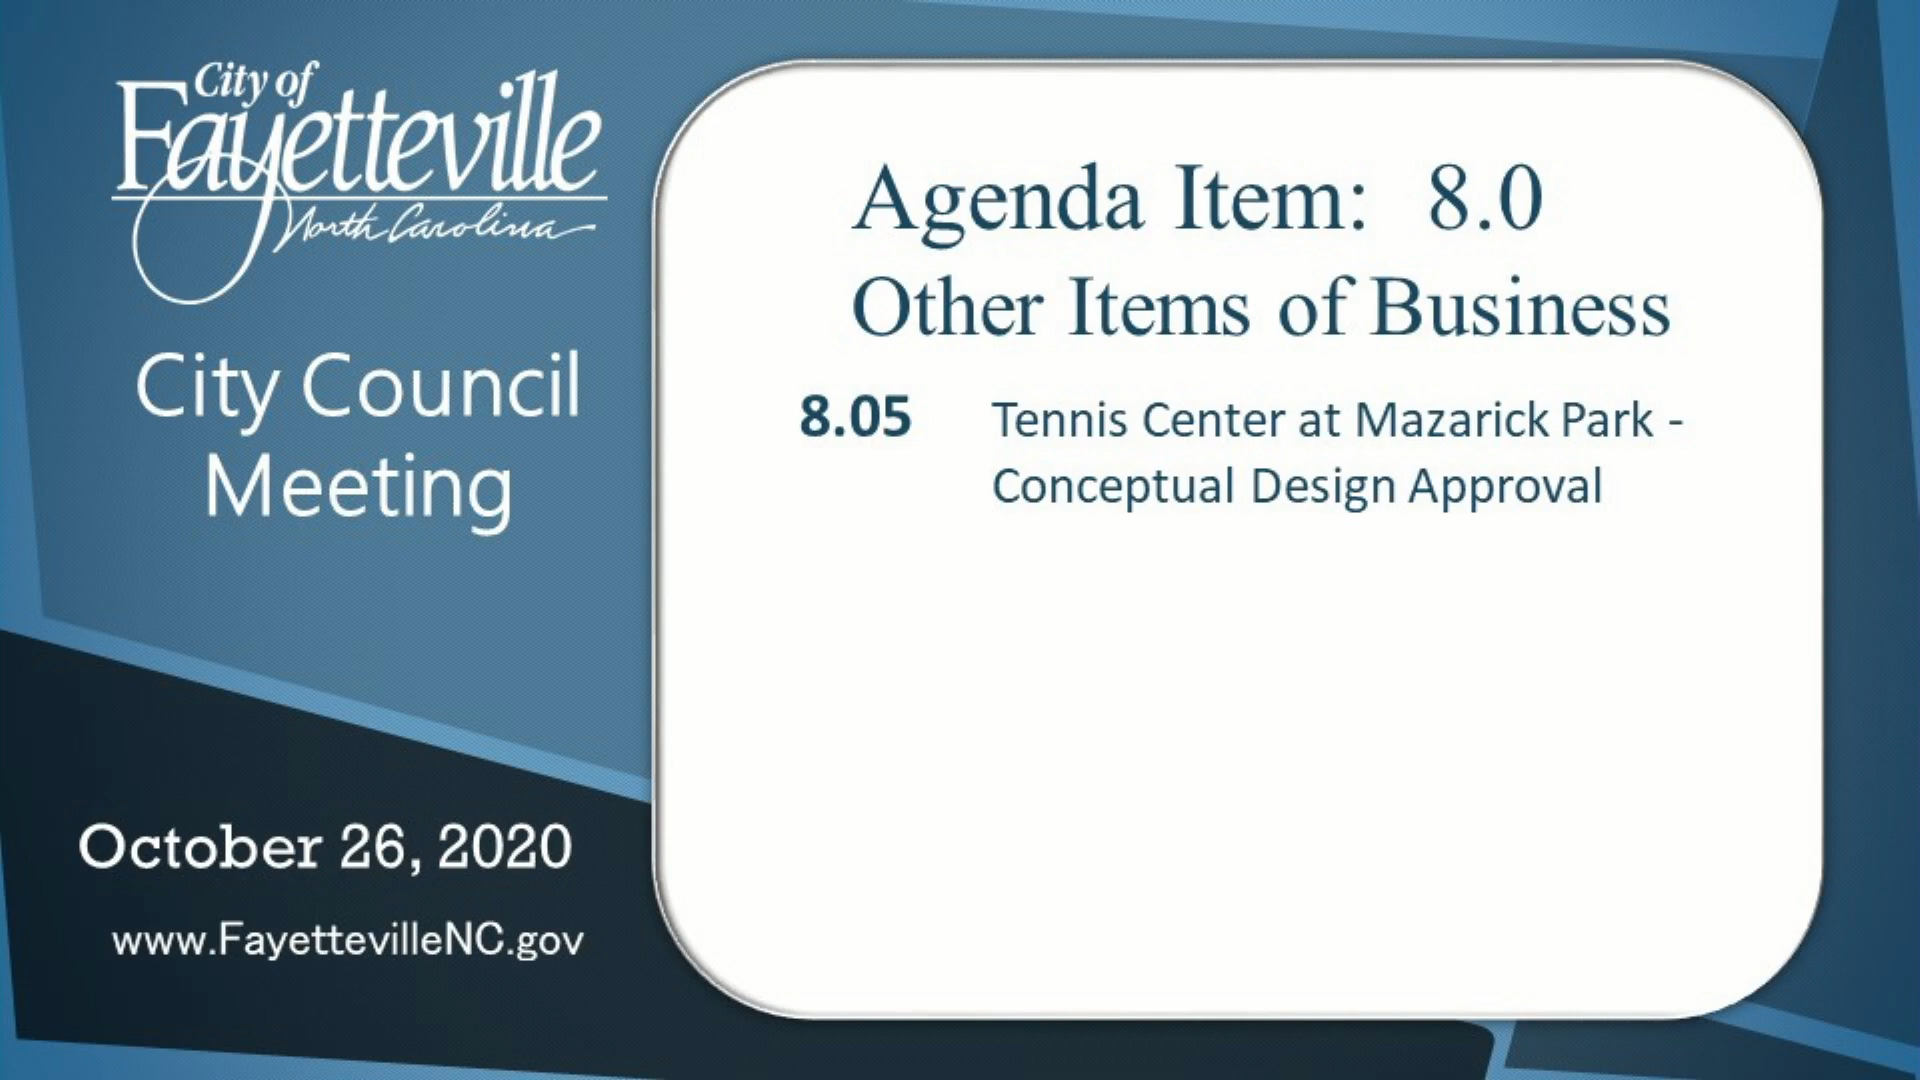 City of
Fayetteville
North Carolina
City Council
Meeting
October 26, 2020
www.FayettevilleNC.gov
Agenda Item: 8.0
Other Items of Business
8.05 Tennis Center at Mazarick Park -
Conceptual Design Approval